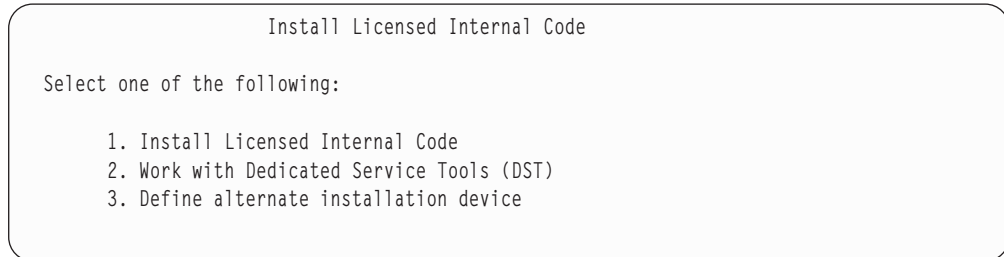 Install Licensed Internal Code
Select one of the following:
1. Install Licensed Internal Code
2. Work with Dedicated Service Tools (DST)
3. Define alternate installation device